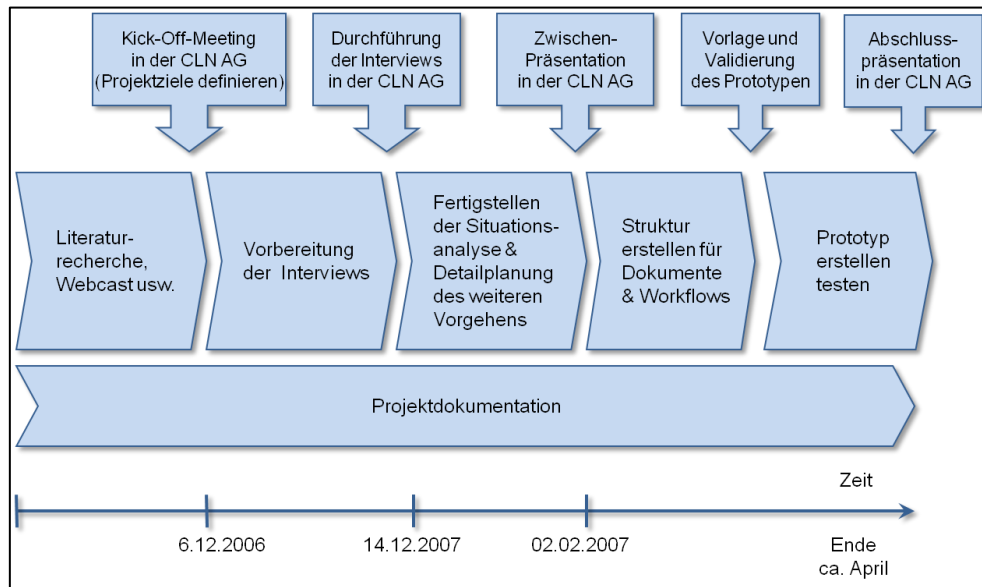 Kick-Off-Meeting
in der CLN AG
(Projektziele definieren)
Durchführung
der Interviews
in der CLN AG
Zwischen-
Präsentation
in der CLN AG
Vorlage und
Validierung
des Prototypen
Abschluss-
präsentation
in der CLN AG
Literatur-
recherche,
Webcast usw.
Vorbereitung
der Interviews
Fertigstellen
der Situations-
analyse &
Detailplanung
des weiteren
Vorgehens
Struktur
erstellen für
Dokumente
& Workflows
Prototyp
erstellen
testen
Projektdokumentation
Zeit
6.12.2006
14.12.2007
02.02.2007
Ende
ca. April